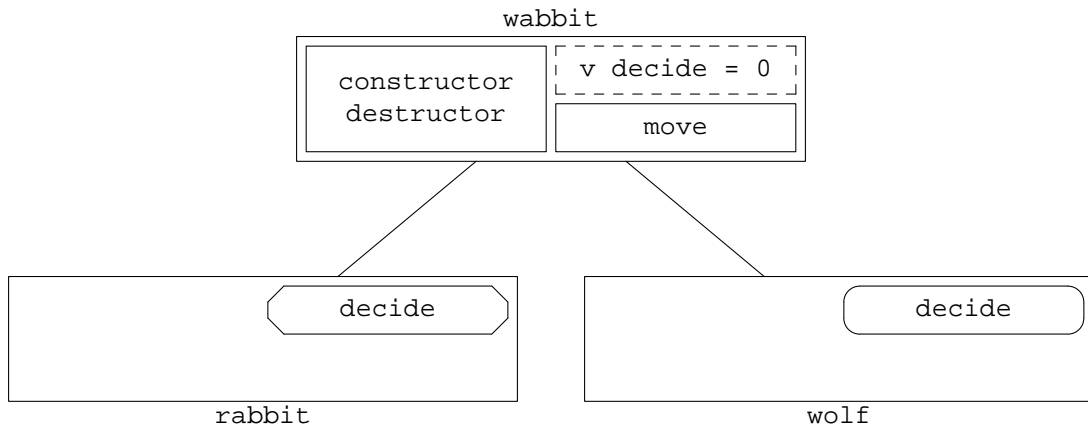 wabbit
constructor
destructor
v decide = 0
move
decide
decide
rabbit
wolf